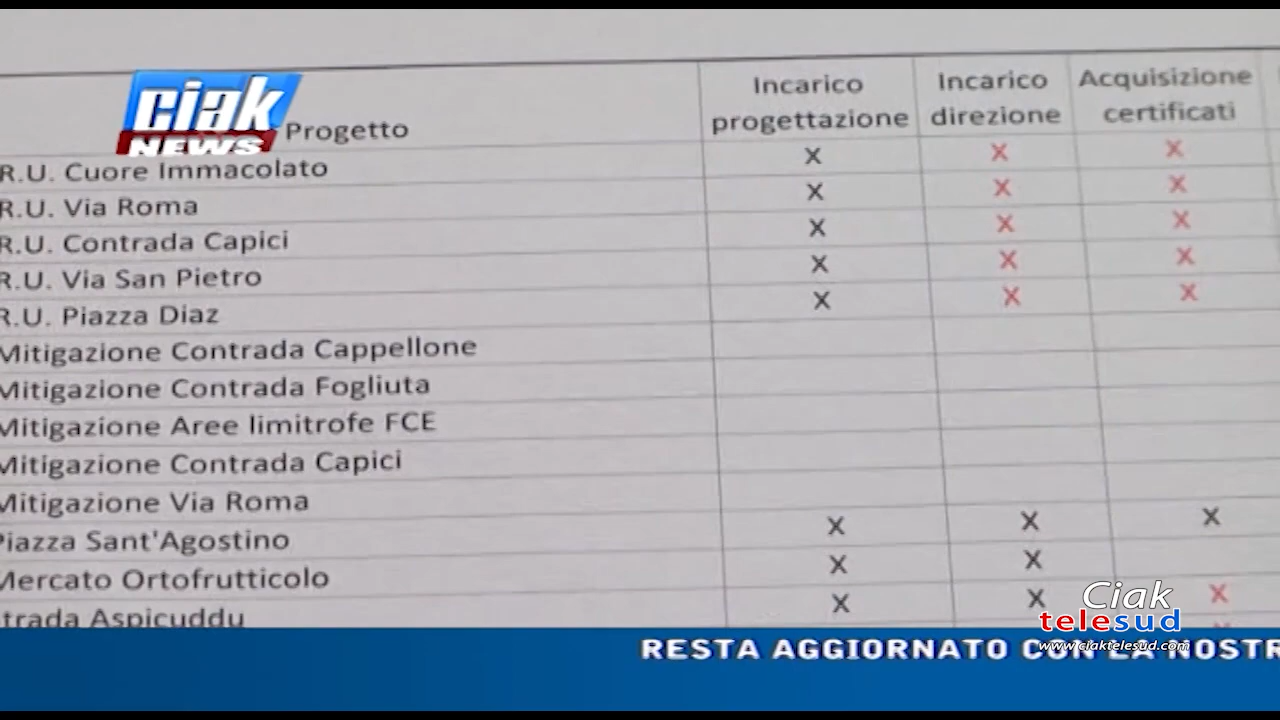 Progetto Incarico progettazione Incarico direzione Acquisizione certificati
R.U. Cuore Immacolato X X X
R.U. Via Roma X X X
R.U. Contrada Capici X X X
R.U. Via San Pietro X X X
R.U. Piazza Diaz X X X
Mitigazione Contrada Cappellone
Mitigazione Contrada Fogliuta
Mitigazione Aree limitrofe FCE
Mitigazione Contrada Capici
Mitigazione Via Roma
Piazza Sant'Agostino X X X
Mercato Ortofrutticolo X X
trada Aspicuddu X X X
ciak
NEWS
Ciak
telesud
www.ciaktelesud.com
RESTA AGGIORNATO CON LA NOSTR